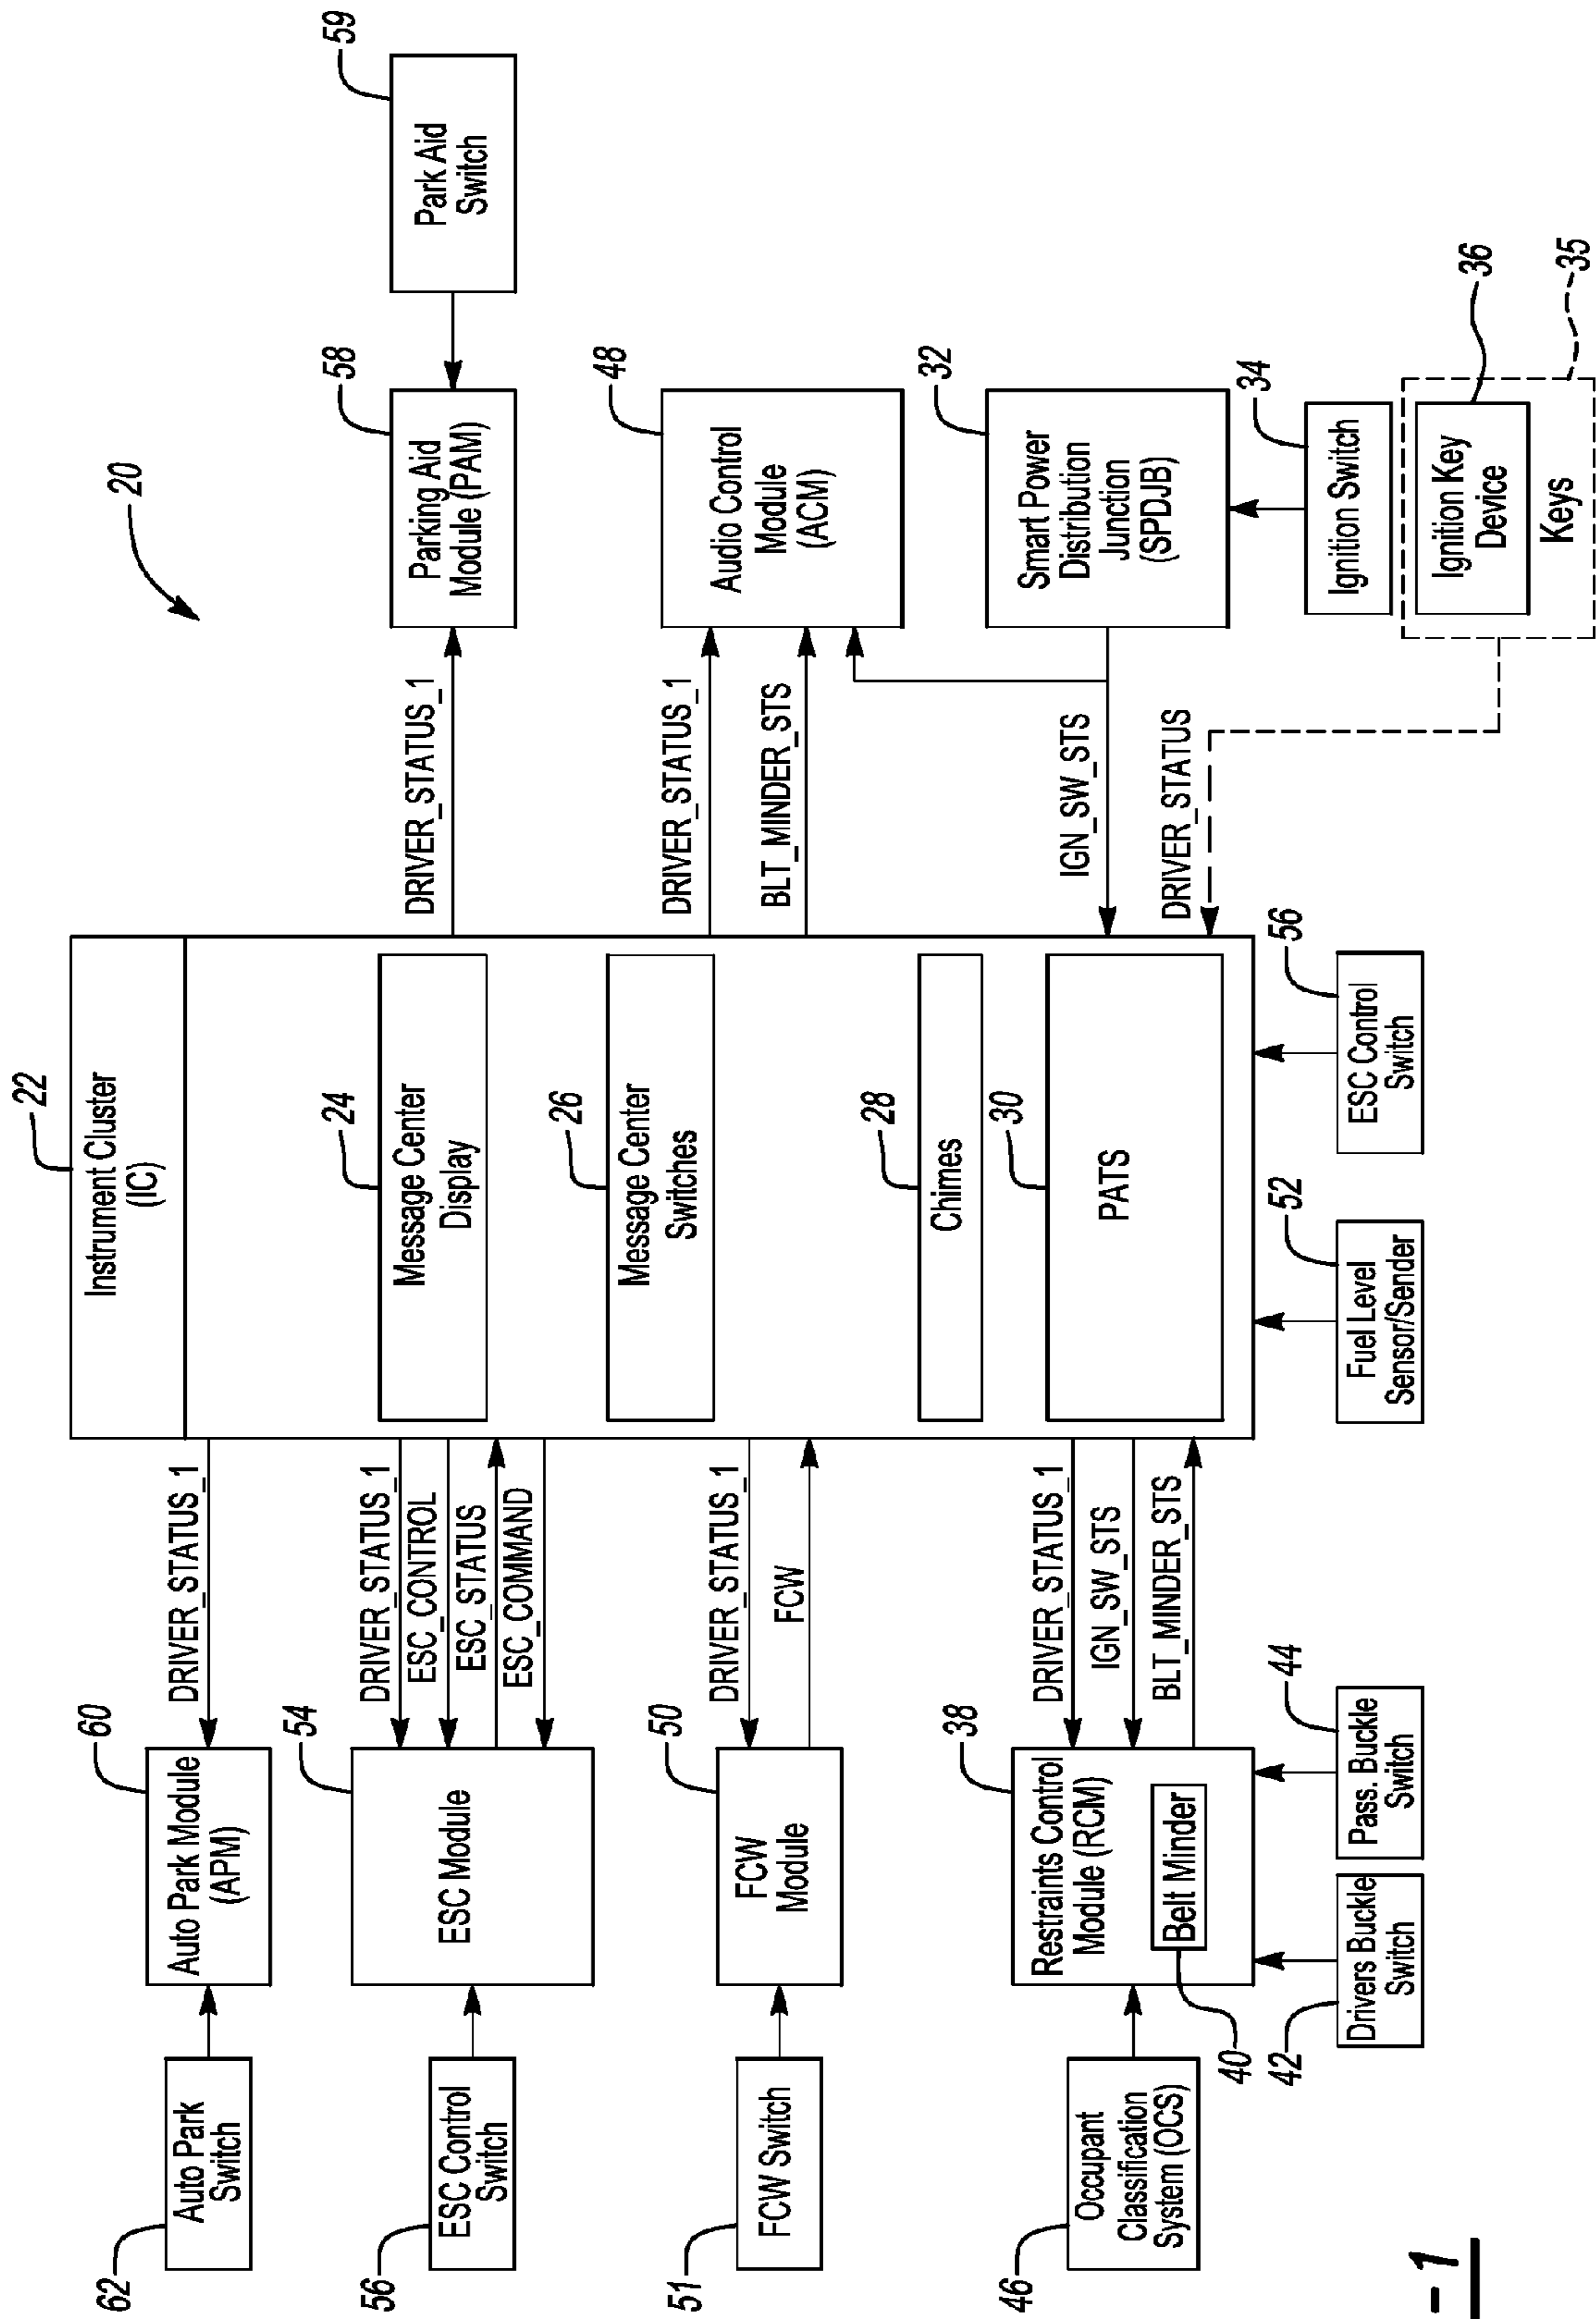 20
22
Instrument Cluster
(IC)
24
Message Center
Display
26
Message Center
Switches
28
Chimes
30
PATS
62
Auto Park
Switch
60
Auto Park Module
(APM)
DRIVER_STATUS_1
56
ESC Control
Switch
54
ESC Module
DRIVER_STATUS_1
ESC_CONTROL
ESC_STATUS
ESC_COMMAND
51
FCW Switch
50
FCW
Module
DRIVER_STATUS_1
FCW
46
Occupant
Classification
System (OCS)
38
Restraints Control
Module (RCM)
Belt Minder
40
DRIVER_STATUS_1
IGN_SW_STS
BLT_MINDER_STS
42
Drivers Buckle
Switch
44
Pass. Buckle
Switch
52
Fuel Level
Sensor/Sender
56
ESC Control
Switch
DRIVER_STATUS_1
58
Parking Aid
Module (PAM)
59
Park Aid
Switch
DRIVER_STATUS_1
BLT_MINDER_STS
48
Audio Control
Module
(ACM)
IGN_SW_STS
32
Smart Power
Distribution
Junction
(SPDJB)
DRIVER_STATUS
34
Ignition Switch
36
Ignition Key
Device
Keys
35
-1